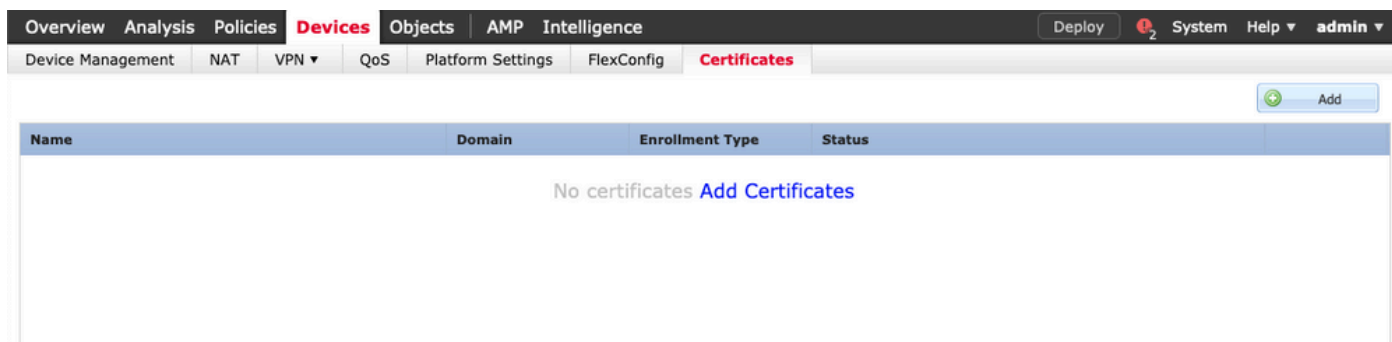 Overview Analysis Policies Devices Objects AMP Intelligence Deploy 2 System Help ▾ admin ▾
Device Management NAT VPN ▾ QoS Platform Settings FlexConfig Certificates
Add
Name Domain Enrollment Type Status
No certificates Add Certificates